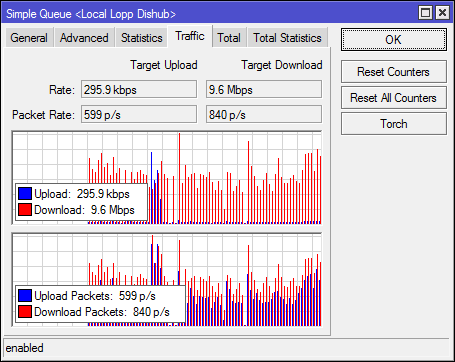 Simple Queue <Local Lopp Dishub>
General Advanced Statistics Traffic Total Total Statistics
OK
Reset Counters
Reset All Counters
Torch
Target Upload Target Download
Rate: 295.9 kbps 9.6 Mbps
Packet Rate: 599 p/s 840 p/s
Upload: 295.9 kbps
Download: 9.6 Mbps
Upload Packets: 599 p/s
Download Packets: 840 p/s
enabled